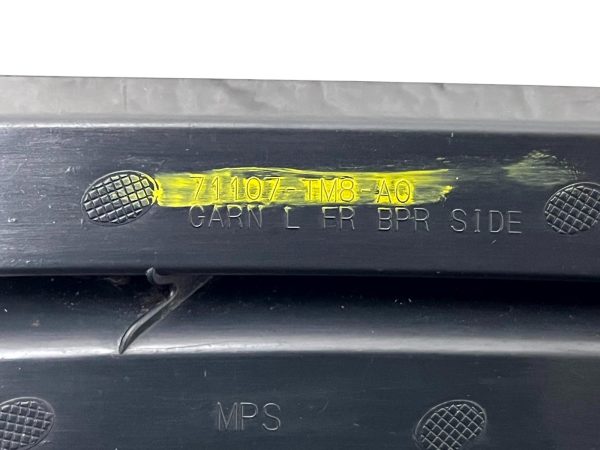 71107-TM8-A0
GARN L FR BPR SIDE
MPS